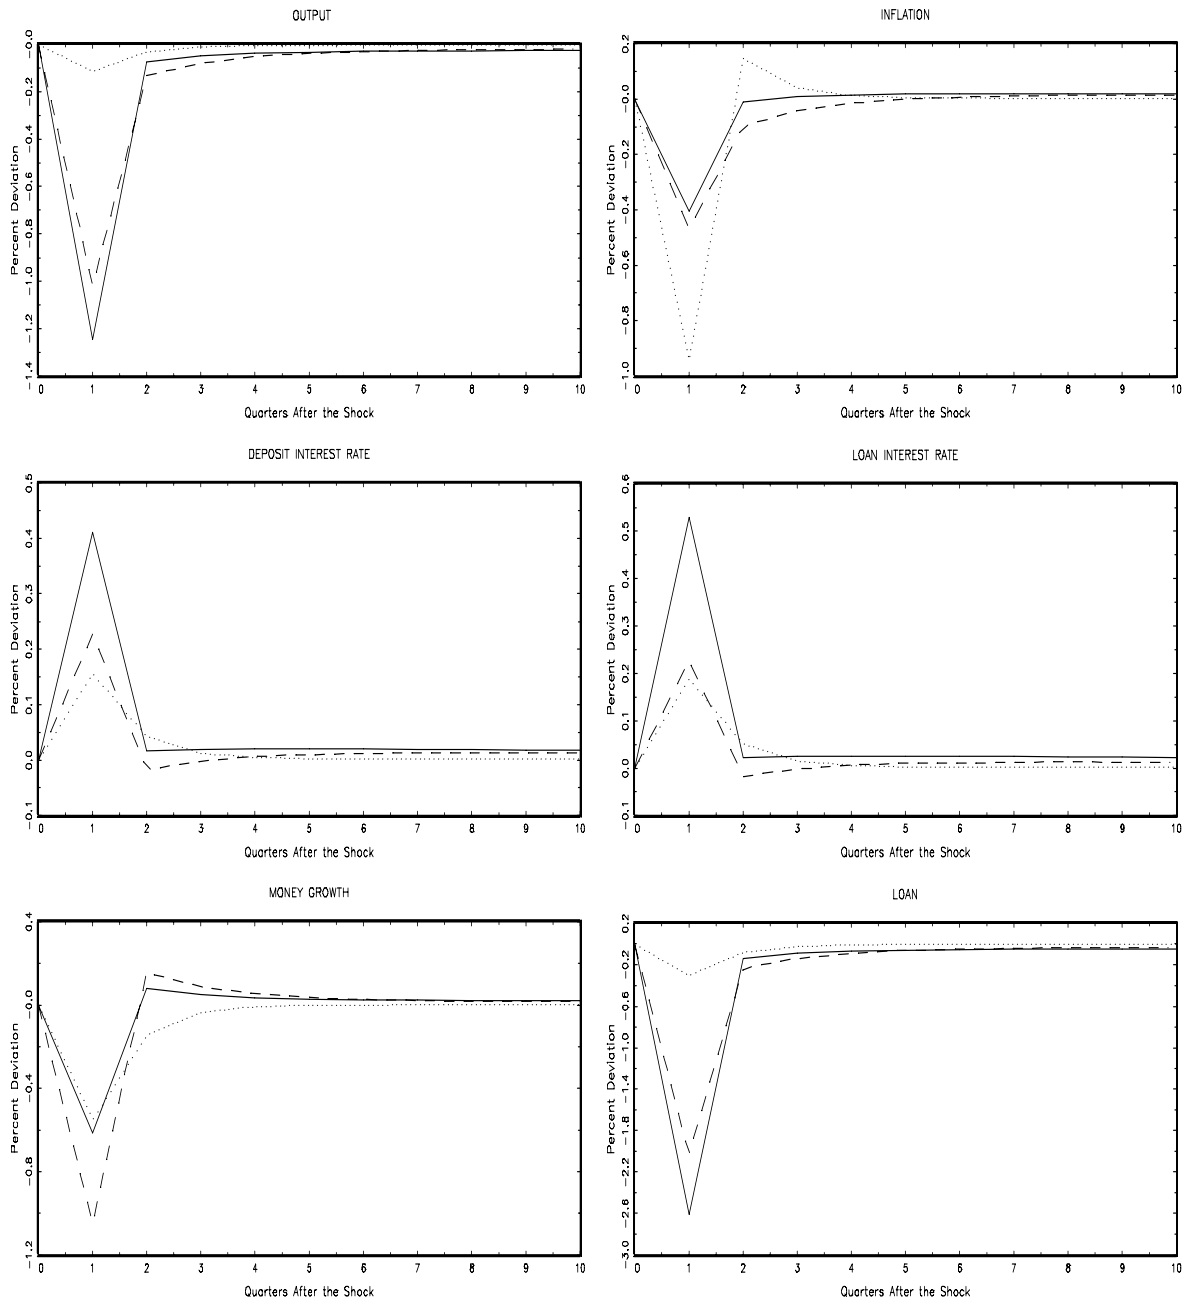 OUTPUT
Percent Deviation
-0.0
-0.2
-0.4
-0.6
-0.8
-1.0
-1.2
-1.4
0 1 2 3 4 5 6 7 8 9 10
Quarters After the Shock
INFLATION
Percent Deviation
0.2
-0.0
-0.2
-0.4
-0.6
-0.8
-1.0
0 1 2 3 4 5 6 7 8 9 10
Quarters After the Shock
DEPOSIT INTEREST RATE
Percent Deviation
0.5
0.4
0.3
0.2
0.1
0.0
-0.1
0 1 2 3 4 5 6 7 8 9 10
Quarters After the Shock
LOAN INTEREST RATE
Percent Deviation
0.6
0.5
0.4
0.3
0.2
0.1
0.0
-0.1
0 1 2 3 4 5 6 7 8 9 10
Quarters After the Shock
MONEY GROWTH
Percent Deviation
0.4
-0.0
-0.4
-0.8
-1.2
0 1 2 3 4 5 6 7 8 9 10
Quarters After the Shock
LOAN
Percent Deviation
0.2
-0.2
-0.6
-1.0
-1.4
-1.8
-2.2
-2.6
-3.0
0 1 2 3 4 5 6 7 8 9 10
Quarters After the Shock